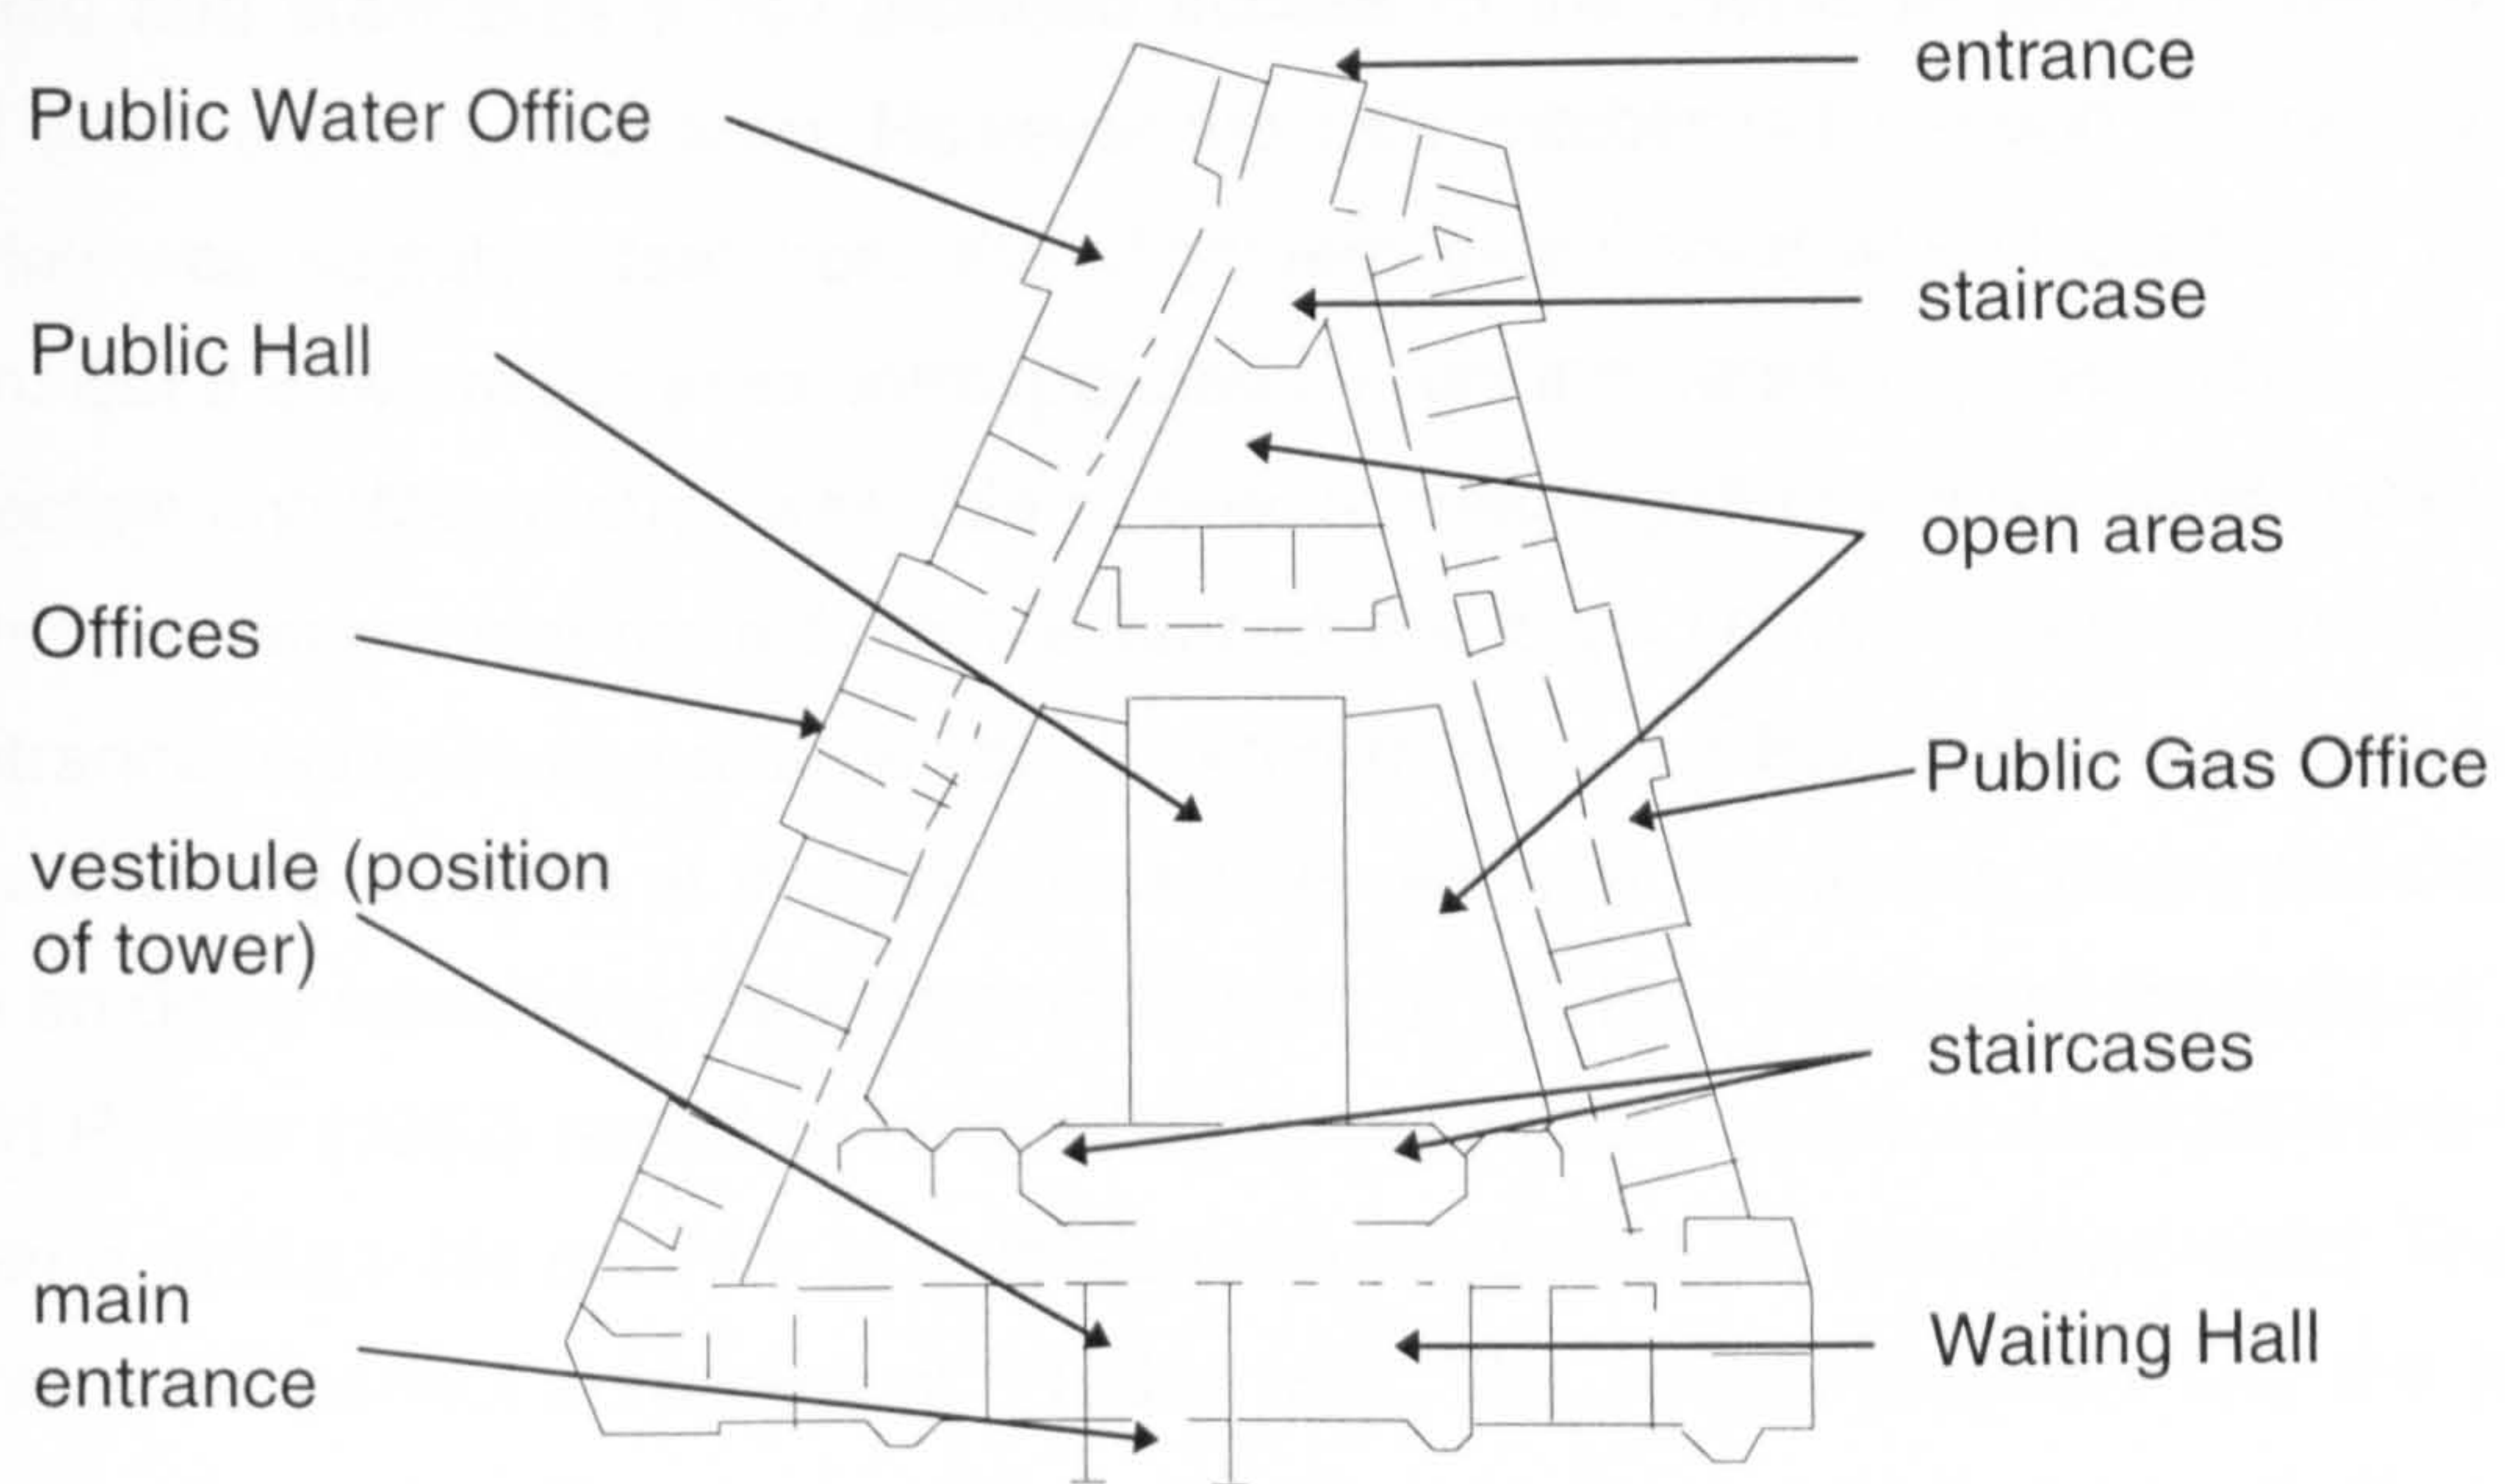 Public Water Office
Public Hall
Offices
vestibule (position
of tower)
main
entrance
entrance
staircase
open areas
Public Gas Office
staircases
Waiting Hall